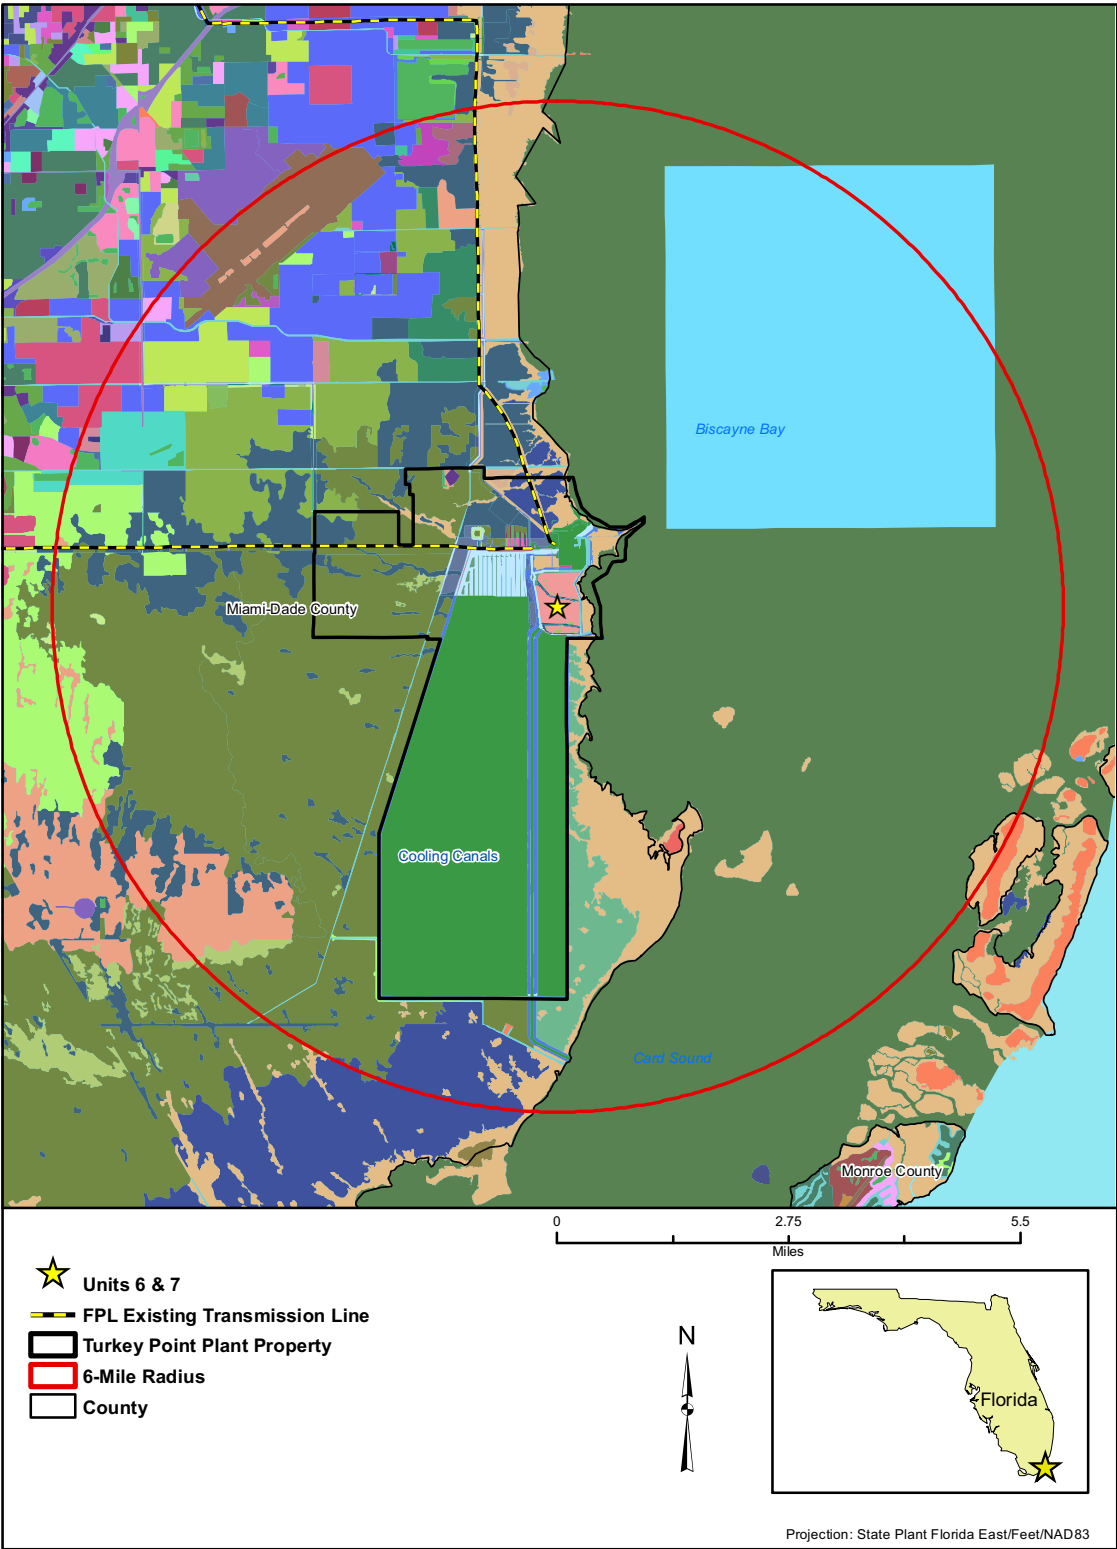 Biscayne Bay
Miami-Dade County
Cooling Canals
Card Sound
Monroe County
0 2.75 5.5
Miles
Units 6 & 7
FPL Existing Transmission Line
Turkey Point Plant Property
6-Mile Radius
County
N
Florida
Projection: State Plant Florida East/Feet/NAD83